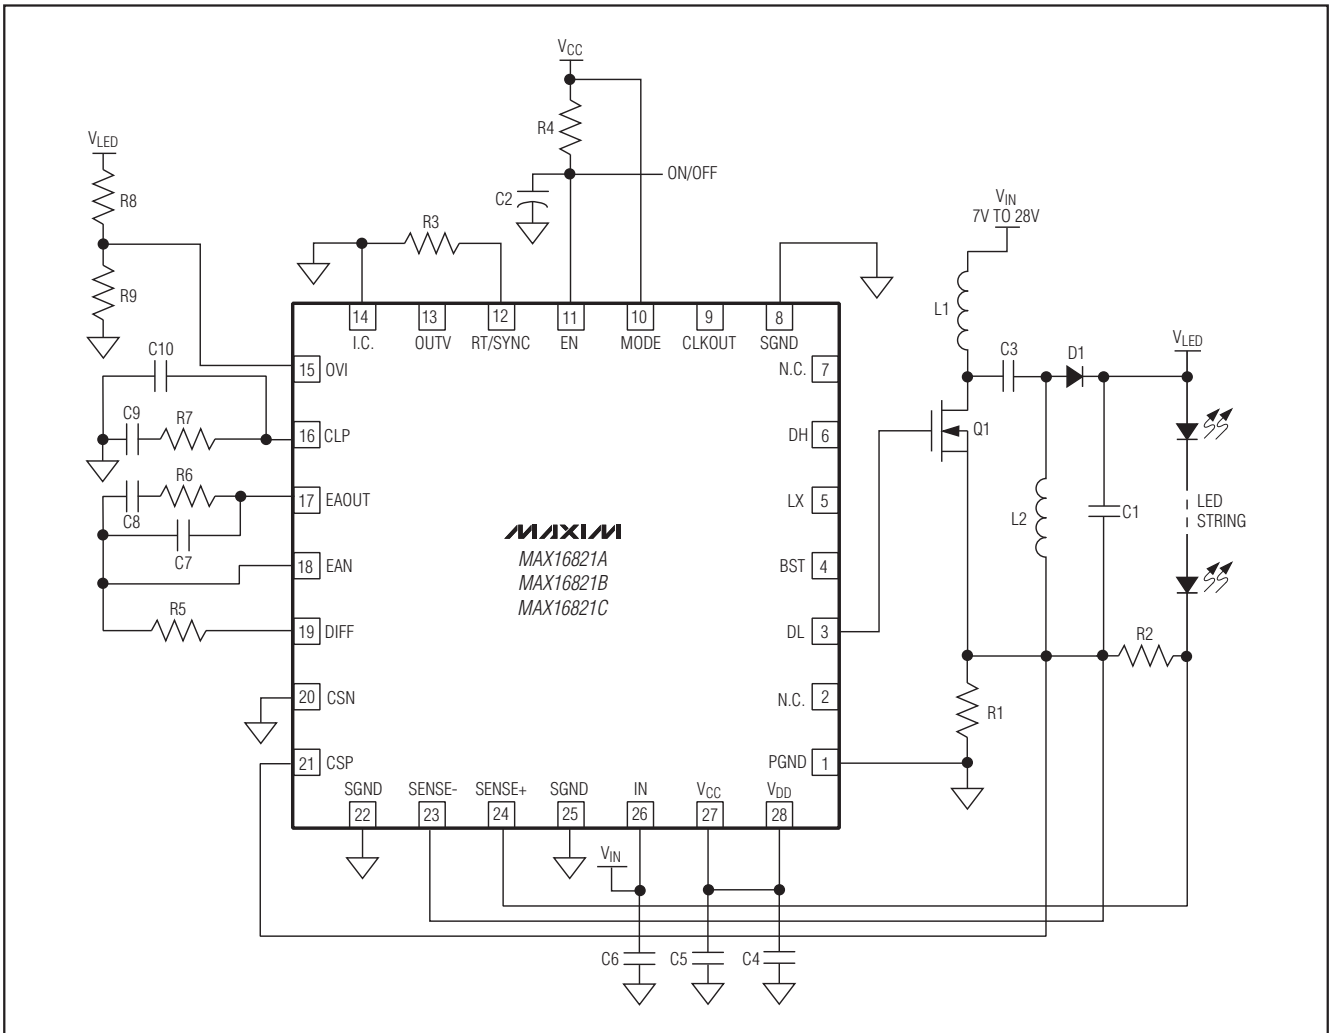 VCC
R4
ON/OFF
C2
VLED
R8
R9
R3
VIN
7V TO 28V
L1
C3
D1
VLED
Q1
L2
C1
LED
STRING
R2
R1
14 13 12 11 10 9 8
I.C. OUTV RT/SYNC EN MODE CLKOUT SGND
C10
C9
R7
R6
C8
C7
R5
15 OVI
16 CLP
17 EAOUT
18 EAN
19 DIFF
20 CSN
21 CSP
N.C. 7
DH 6
LX 5
BST 4
DL 3
N.C. 2
PGND 1
MAXIM
MAX16821A
MAX16821B
MAX16821C
SGND SENSE- SENSE+ SGND IN VCC VDD
22 23 24 25 26 27 28
VIN
C6
C5
C4